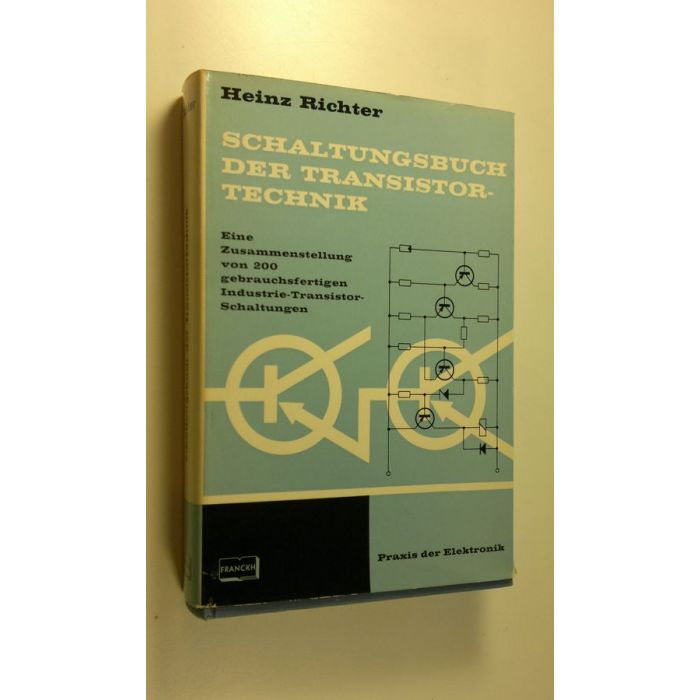 Heinz Richter
SCHALTUNGSBUCH
DER TRANSISTOR-
TECHNIK
Eine
Zusammenstellung
von 200
gebrauchsfertigen
Industrie-Transistor-
Schaltungen
Praxis der Elektronik
FRANCKH